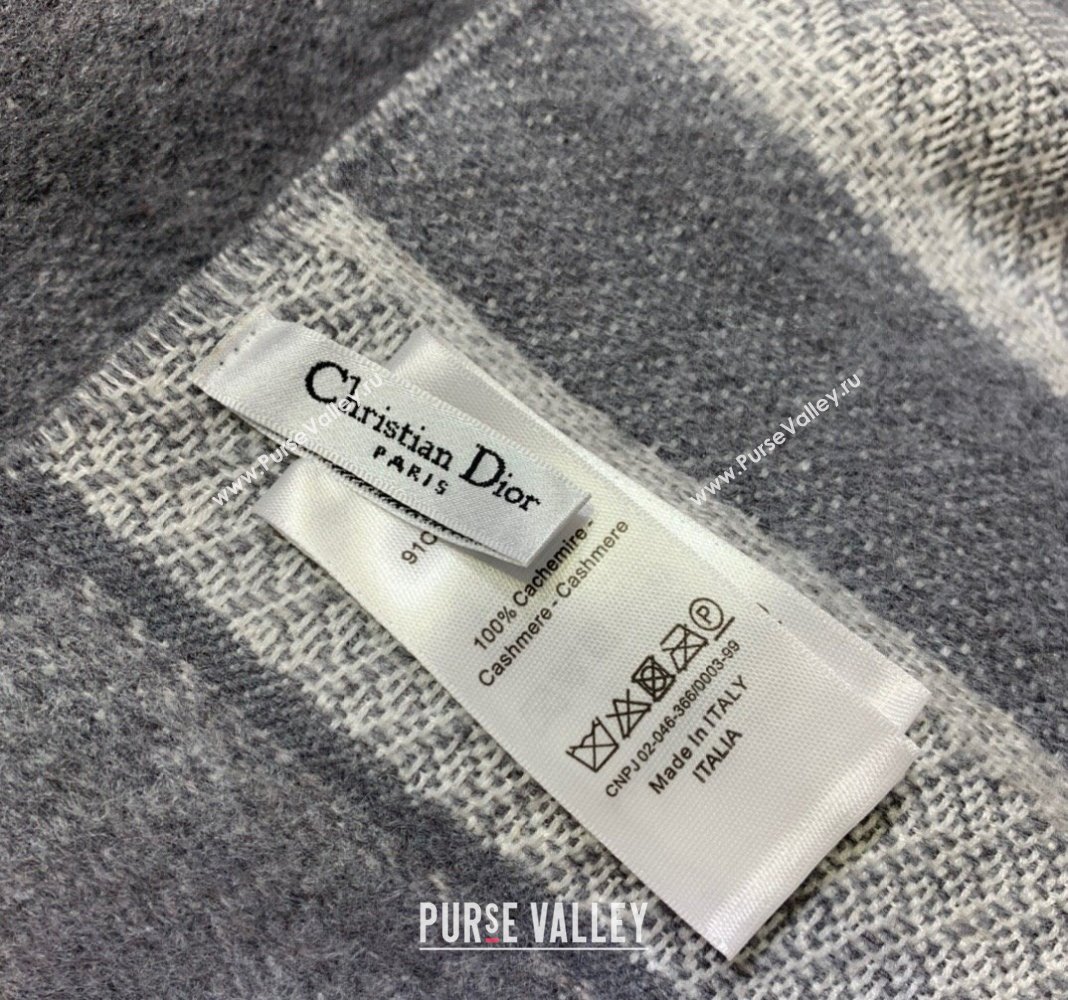 Christian Dior
PARIS
91C
100% Cachemire -
Cashmere - Cashmere
CNPJ 02-046-366/0003-99
Made In ITALY
ITALIA
www.PurseValley.ru
www.PurseValley.ru
PURSE VALLEY